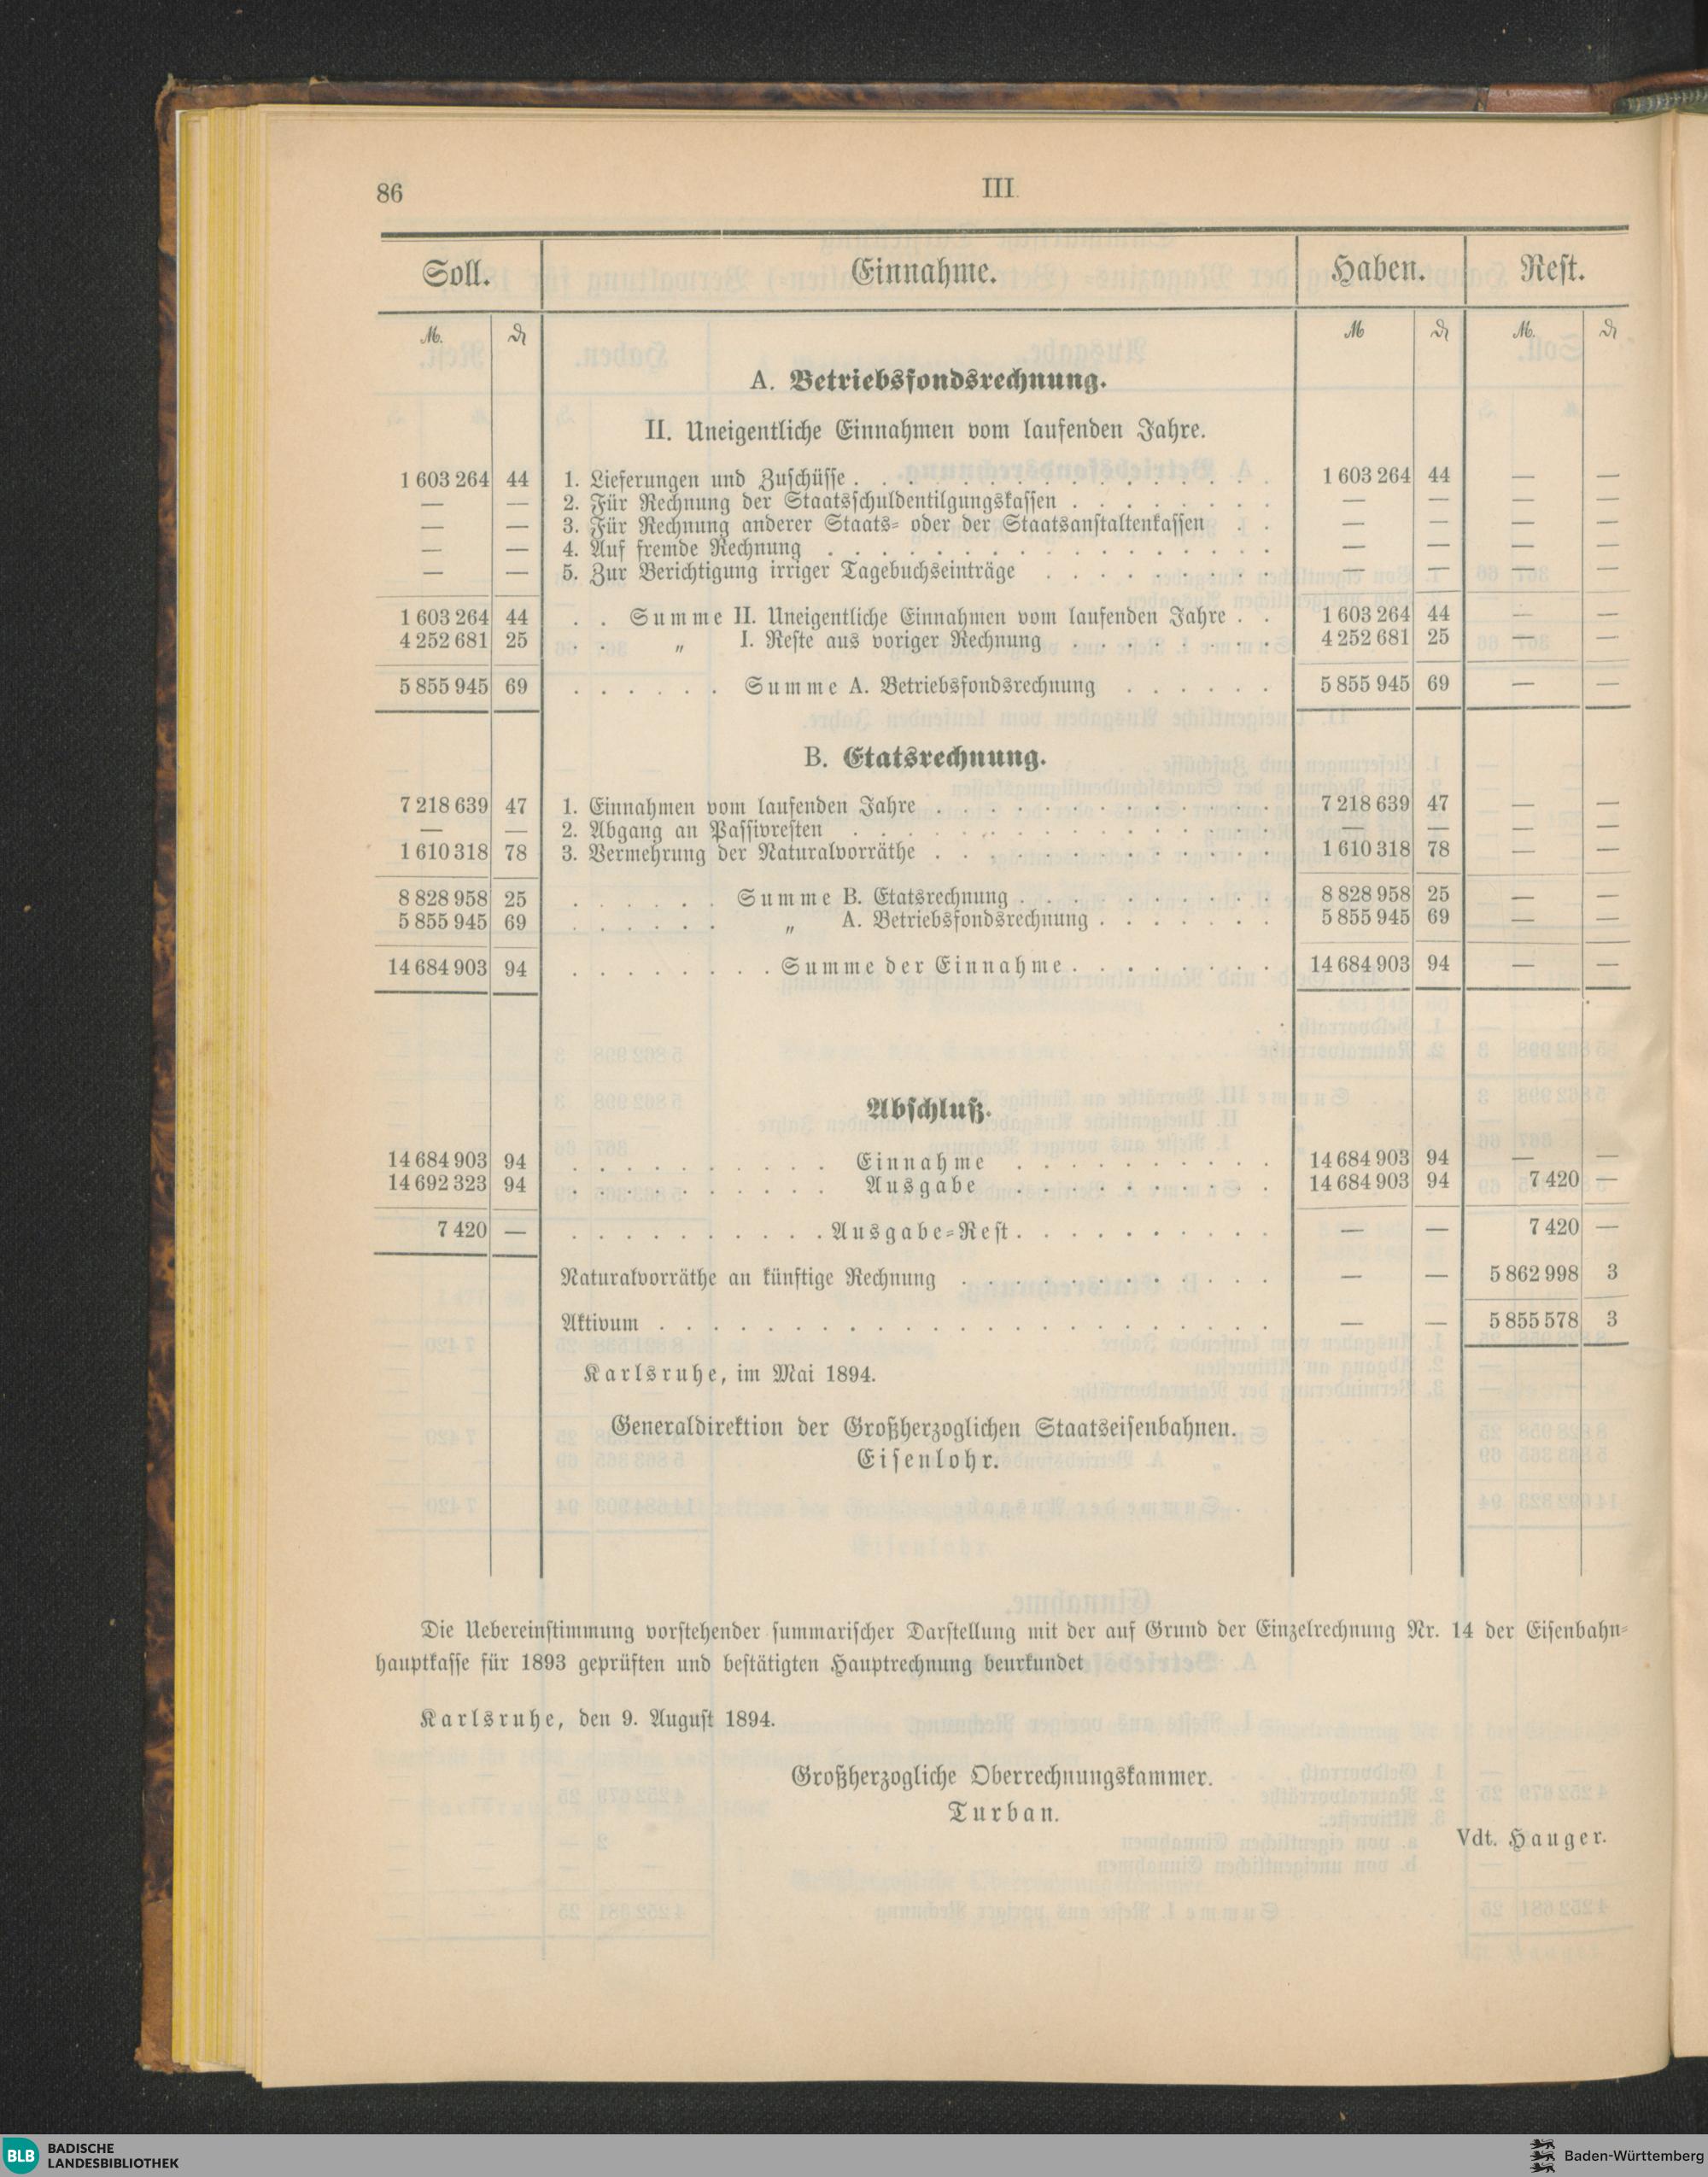 86 III.
Soll. Einnahme. Haben. Rest.
ℳ. ₰ ℳ ₰ ℳ. ₰
A. Betriebsfondsrechnung.
II. Uneigentliche Einnahmen vom laufenden Jahre.
1 603 264 44 1. Lieferungen und Zuschüsse . . . . . . . . . . . . . . . . 1 603 264 44 — —
— — 2. Für Rechnung der Staatsschuldentilgungskassen . . . . . . . . — — — —
— — 3. Für Rechnung anderer Staats- oder der Staatsanstaltenkassen . . — — — —
— — 4. Auf fremde Rechnung . . . . . . . . . . . . . . . . . — — — —
— — 5. Zur Berichtigung irriger Tagebuchseinträge . . . . . . . . . — — — —
1 603 264 44 . . Summe II. Uneigentliche Einnahmen vom laufenden Jahre . . 1 603 264 44 — —
4 252 681 25 . . „ I. Reste aus voriger Rechnung . . . . . . . . 4 252 681 25 — —
5 855 945 69 . . . . . . Summe A. Betriebsfondsrechnung . . . . . . 5 855 945 69 — —
B. Etatsrechnung.
7 218 639 47 1. Einnahmen vom laufenden Jahre . . . . . . . . . . . . . 7 218 639 47 — —
— — 2. Abgang an Passivresten . . . . . . . . . . . . . . . . — — — —
1 610 318 78 3. Vermehrung der Naturalvorräthe . . . . . . . . . . . . . 1 610 318 78 — —
8 828 958 25 . . . . . . Summe B. Etatsrechnung . . . . . . . . . . 8 828 958 25 — —
5 855 945 69 . . . . . . „ A. Betriebsfondsrechnung . . . . . . . 5 855 945 69 — —
14 684 903 94 . . . . . . . . Summe der Einnahme . . . . . . . . 14 684 903 94 — —
Abschluß.
14 684 903 94 . . . . . . . . . . Einnahme . . . . . . . . . . 14 684 903 94 — —
14 692 323 94 . . . . . . . . . . Ausgabe . . . . . . . . . . 14 684 903 94 7 420 —
7 420 — . . . . . . . . . . Ausgabe-Rest . . . . . . . . . . — — 7 420 —
Naturalvorräthe an künftige Rechnung . . . . . . . . . . . . — — 5 862 998 3
Aktivum . . . . . . . . . . . . . . . . . . . . . . . — — 5 855 578 3
Karlsruhe, im Mai 1894.
Generaldirektion der Großherzoglichen Staatseisenbahnen.
Eisenlohr.
Die Uebereinstimmung vorstehender summarischer Darstellung mit der auf Grund der Einzelrechnung Nr. 14 der Eisenbahn-
hauptkasse für 1893 geprüften und bestätigten Hauptrechnung beurkundet
Karlsruhe, den 9. August 1894.
Großherzogliche Oberrechnungskammer.
Turban.
Vdt. Hauger.
BLB BADISCHE
LANDESBIBLIOTHEK
Baden-Württemberg